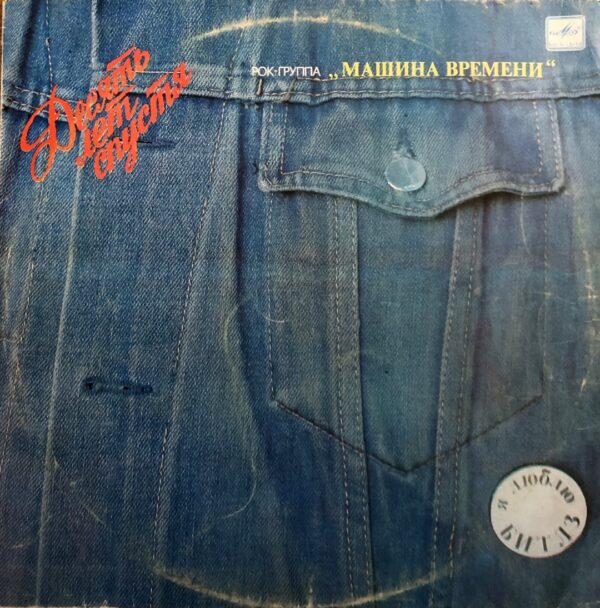 Десять
лет
спустя
РОК-ГРУППА „МАШИНА ВРЕМЕНИ“
я люблю
БИТЛЗ